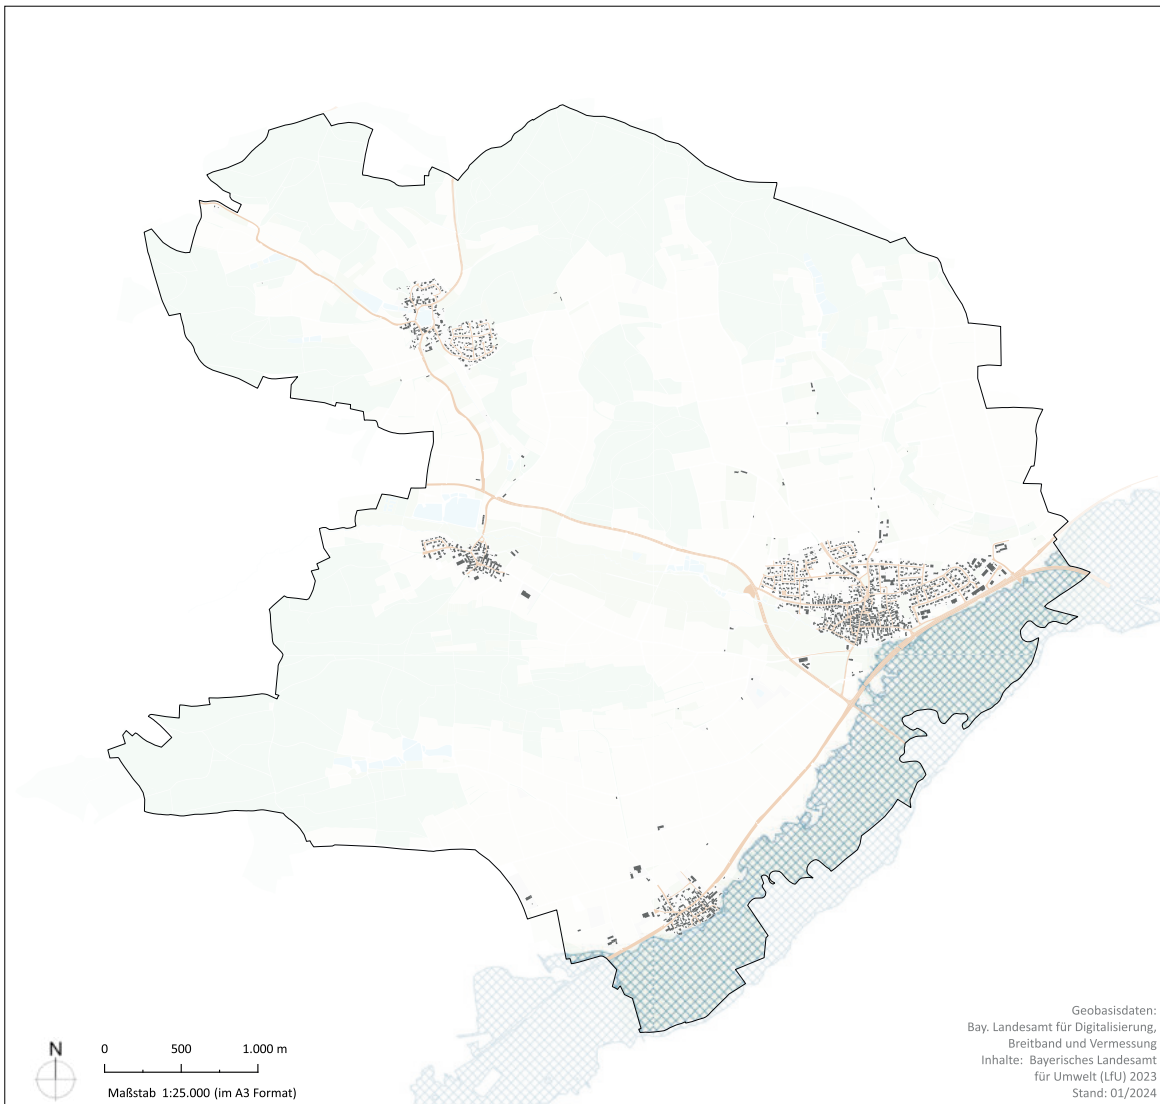 N
0 500 1.000 m
Maßstab 1:25.000 (im A3 Format)
Geobasisdaten:
Bay. Landesamt für Digitalisierung,
Breitband und Vermessung
Inhalte: Bayerisches Landesamt
für Umwelt (LfU) 2023
Stand: 01/2024